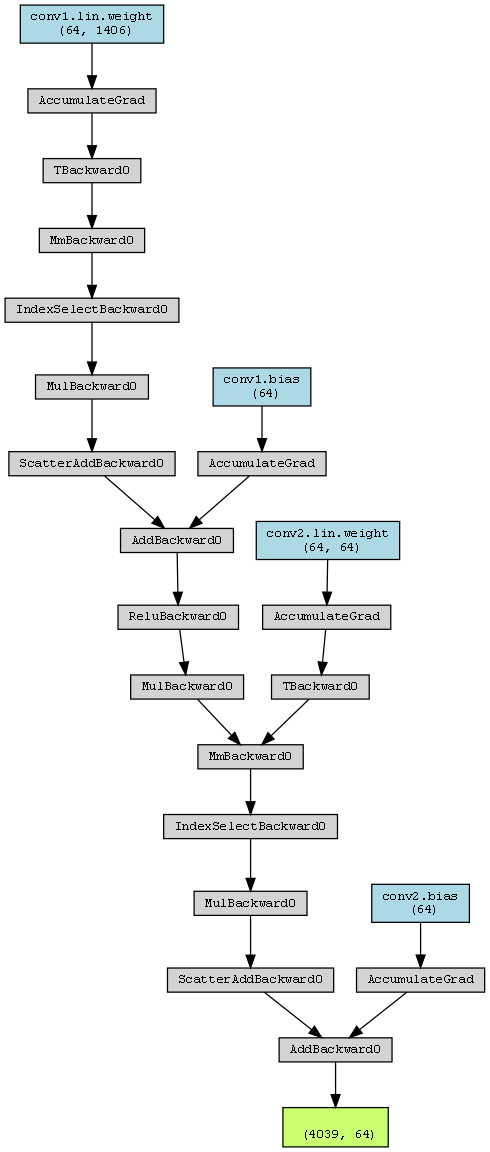 conv1.lin.weight
(64, 1406)
AccumulateGrad
TBackward0
MmBackward0
IndexSelectBackward0
MulBackward0
conv1.bias
(64)
ScatterAddBackward0
AccumulateGrad
AddBackward0
conv2.lin.weight
(64, 64)
ReluBackward0
AccumulateGrad
MulBackward0
TBackward0
MmBackward0
IndexSelectBackward0
MulBackward0
conv2.bias
(64)
ScatterAddBackward0
AccumulateGrad
AddBackward0
(4039, 64)